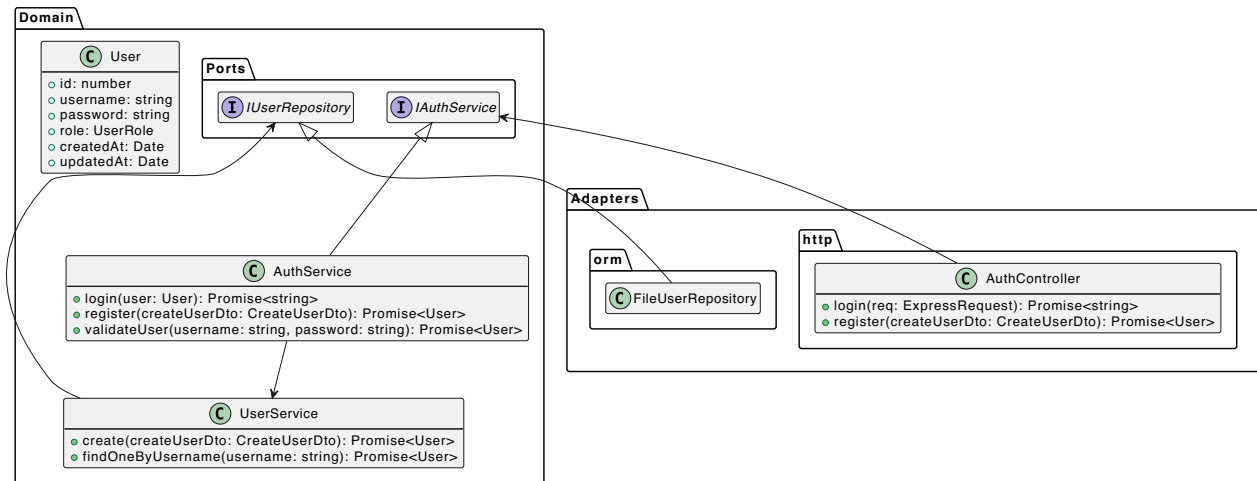 Domain
C User
id: number
username: string
password: string
role: UserRole
createdAt: Date
updatedAt: Date
Ports
I IUserRepository
I IAuthService
C AuthService
login(user: User): Promise<string>
register(createUserDto: CreateUserDto): Promise<User>
validateUser(username: string, password: string): Promise<User>
C UserService
create(createUserDto: CreateUserDto): Promise<User>
findOneByUsername(username: string): Promise<User>
Adapters
orm
C FileUserRepository
http
C AuthController
login(req: ExpressRequest): Promise<string>
register(createUserDto: CreateUserDto): Promise<User>